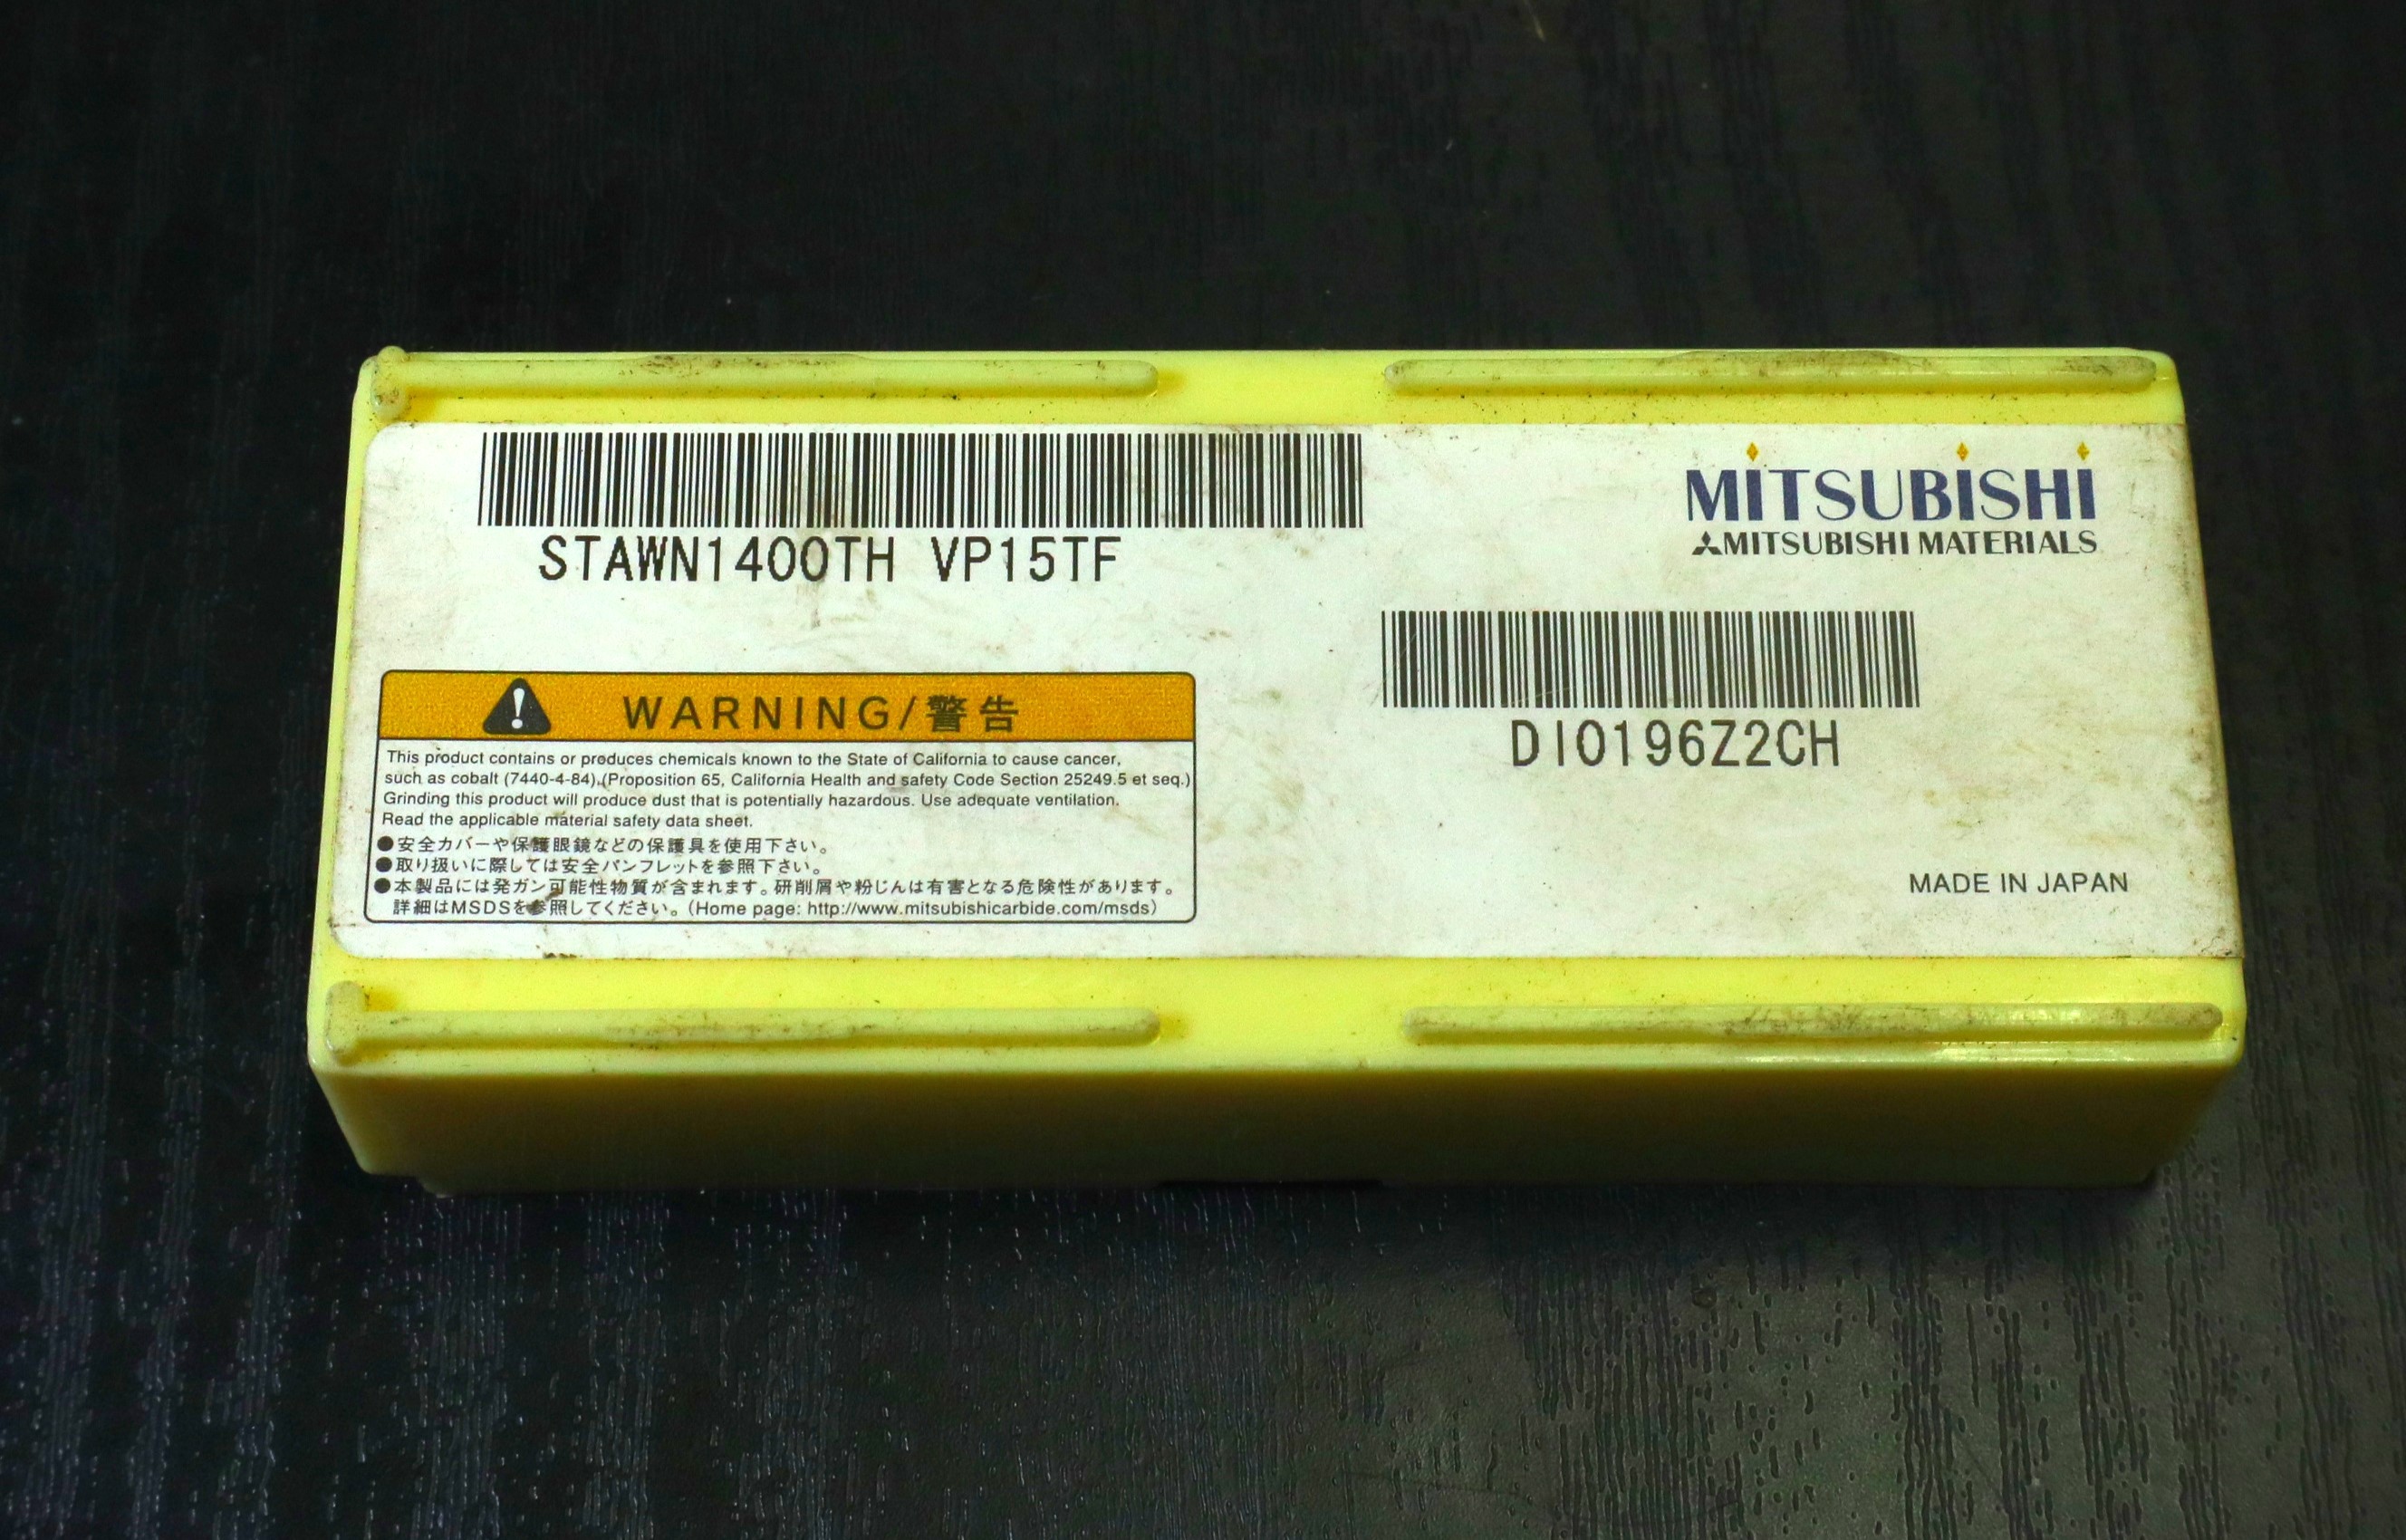 STAWN1400TH VP15TF
MITSUBISHI
MITSUBISHI MATERIALS
DI0196Z2CH
WARNING/警告
This product contains or produces chemicals known to the State of California to cause cancer,
such as cobalt (7440-4-84),(Proposition 65, California Health and safety Code Section 25249.5 et seq.)
Grinding this product will produce dust that is potentially hazardous. Use adequate ventilation.
Read the applicable material safety data sheet.
●安全カバーや保護眼鏡などの保護具を使用下さい。
●取り扱いに際しては安全パンフレットを参照下さい。
●本製品には発ガン可能性物質が含まれます。研削屑や粉じんは有害となる危険性があります。
詳細はMSDSを参照してください。(Home page: http://www.mitsubishicarbide.com/msds)
MADE IN JAPAN